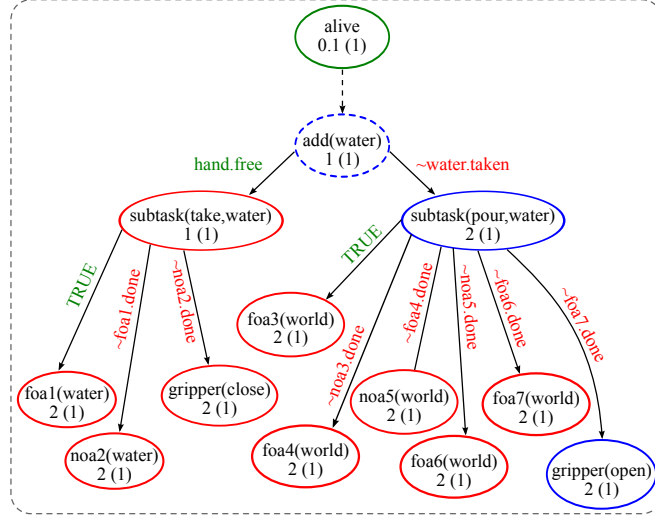 alive
0.1 (1)
add(water)
1 (1)
hand.free
~water.taken
subtask(take,water)
1 (1)
subtask(pour,water)
2 (1)
TRUE
~foa1.done
~noa2.done
TRUE
~noa3.done
~foa4.done
~noa5.done
~foa6.done
~foa7.done
foa3(world)
2 (1)
foa1(water)
2 (1)
gripper(close)
2 (1)
noa5(world)
2 (1)
foa7(world)
2 (1)
noa2(water)
2 (1)
foa4(world)
2 (1)
foa6(world)
2 (1)
gripper(open)
2 (1)